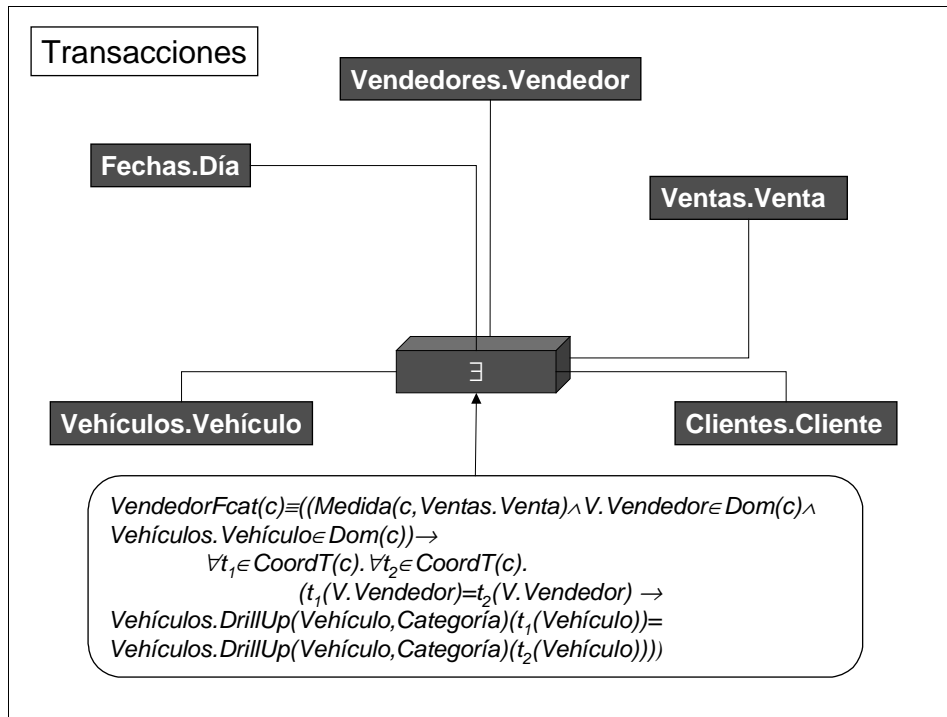 Transacciones
Vendedores.Vendedor
Fechas.Día
Ventas.Venta
∃
Vehículos.Vehículo
Clientes.Cliente
VendedorFcat(c)≡((Medida(c,Ventas.Venta)∧V.Vendedor∈Dom(c)∧
Vehículos.Vehículo∈Dom(c))→
∀t₁∈CoordT(c).∀t₂∈CoordT(c).
(t₁(V.Vendedor)=t₂(V.Vendedor) →
Vehículos.DrillUp(Vehículo,Categoría)(t₁(Vehículo))=
Vehículos.DrillUp(Vehículo,Categoría)(t₂(Vehículo))))